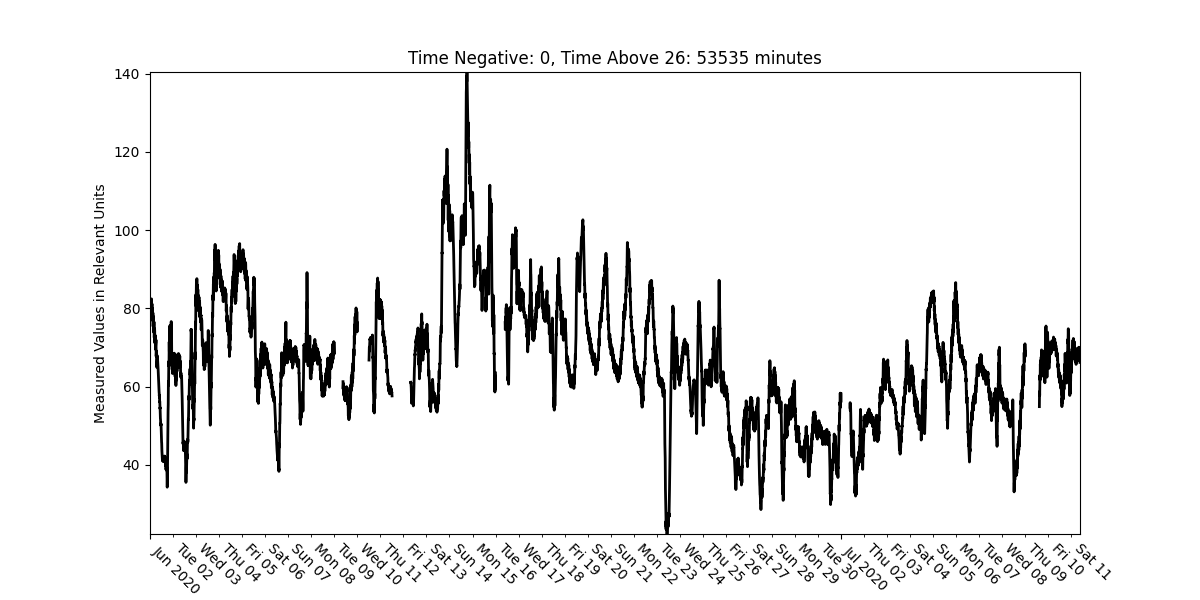 Time Negative: 0, Time Above 26: 53535 minutes
140
120
100
80
60
40
Measured Values in Relevant Units
Jun 2020
Tue 02
Wed 03
Thu 04
Fri 05
Sat 06
Sun 07
Mon 08
Tue 09
Wed 10
Thu 11
Fri 12
Sat 13
Sun 14
Mon 15
Tue 16
Wed 17
Thu 18
Fri 19
Sat 20
Sun 21
Mon 22
Tue 23
Wed 24
Thu 25
Fri 26
Sat 27
Sun 28
Mon 29
Tue 30
Jul 2020
Thu 02
Fri 03
Sat 04
Sun 05
Mon 06
Tue 07
Wed 08
Thu 09
Fri 10
Sat 11